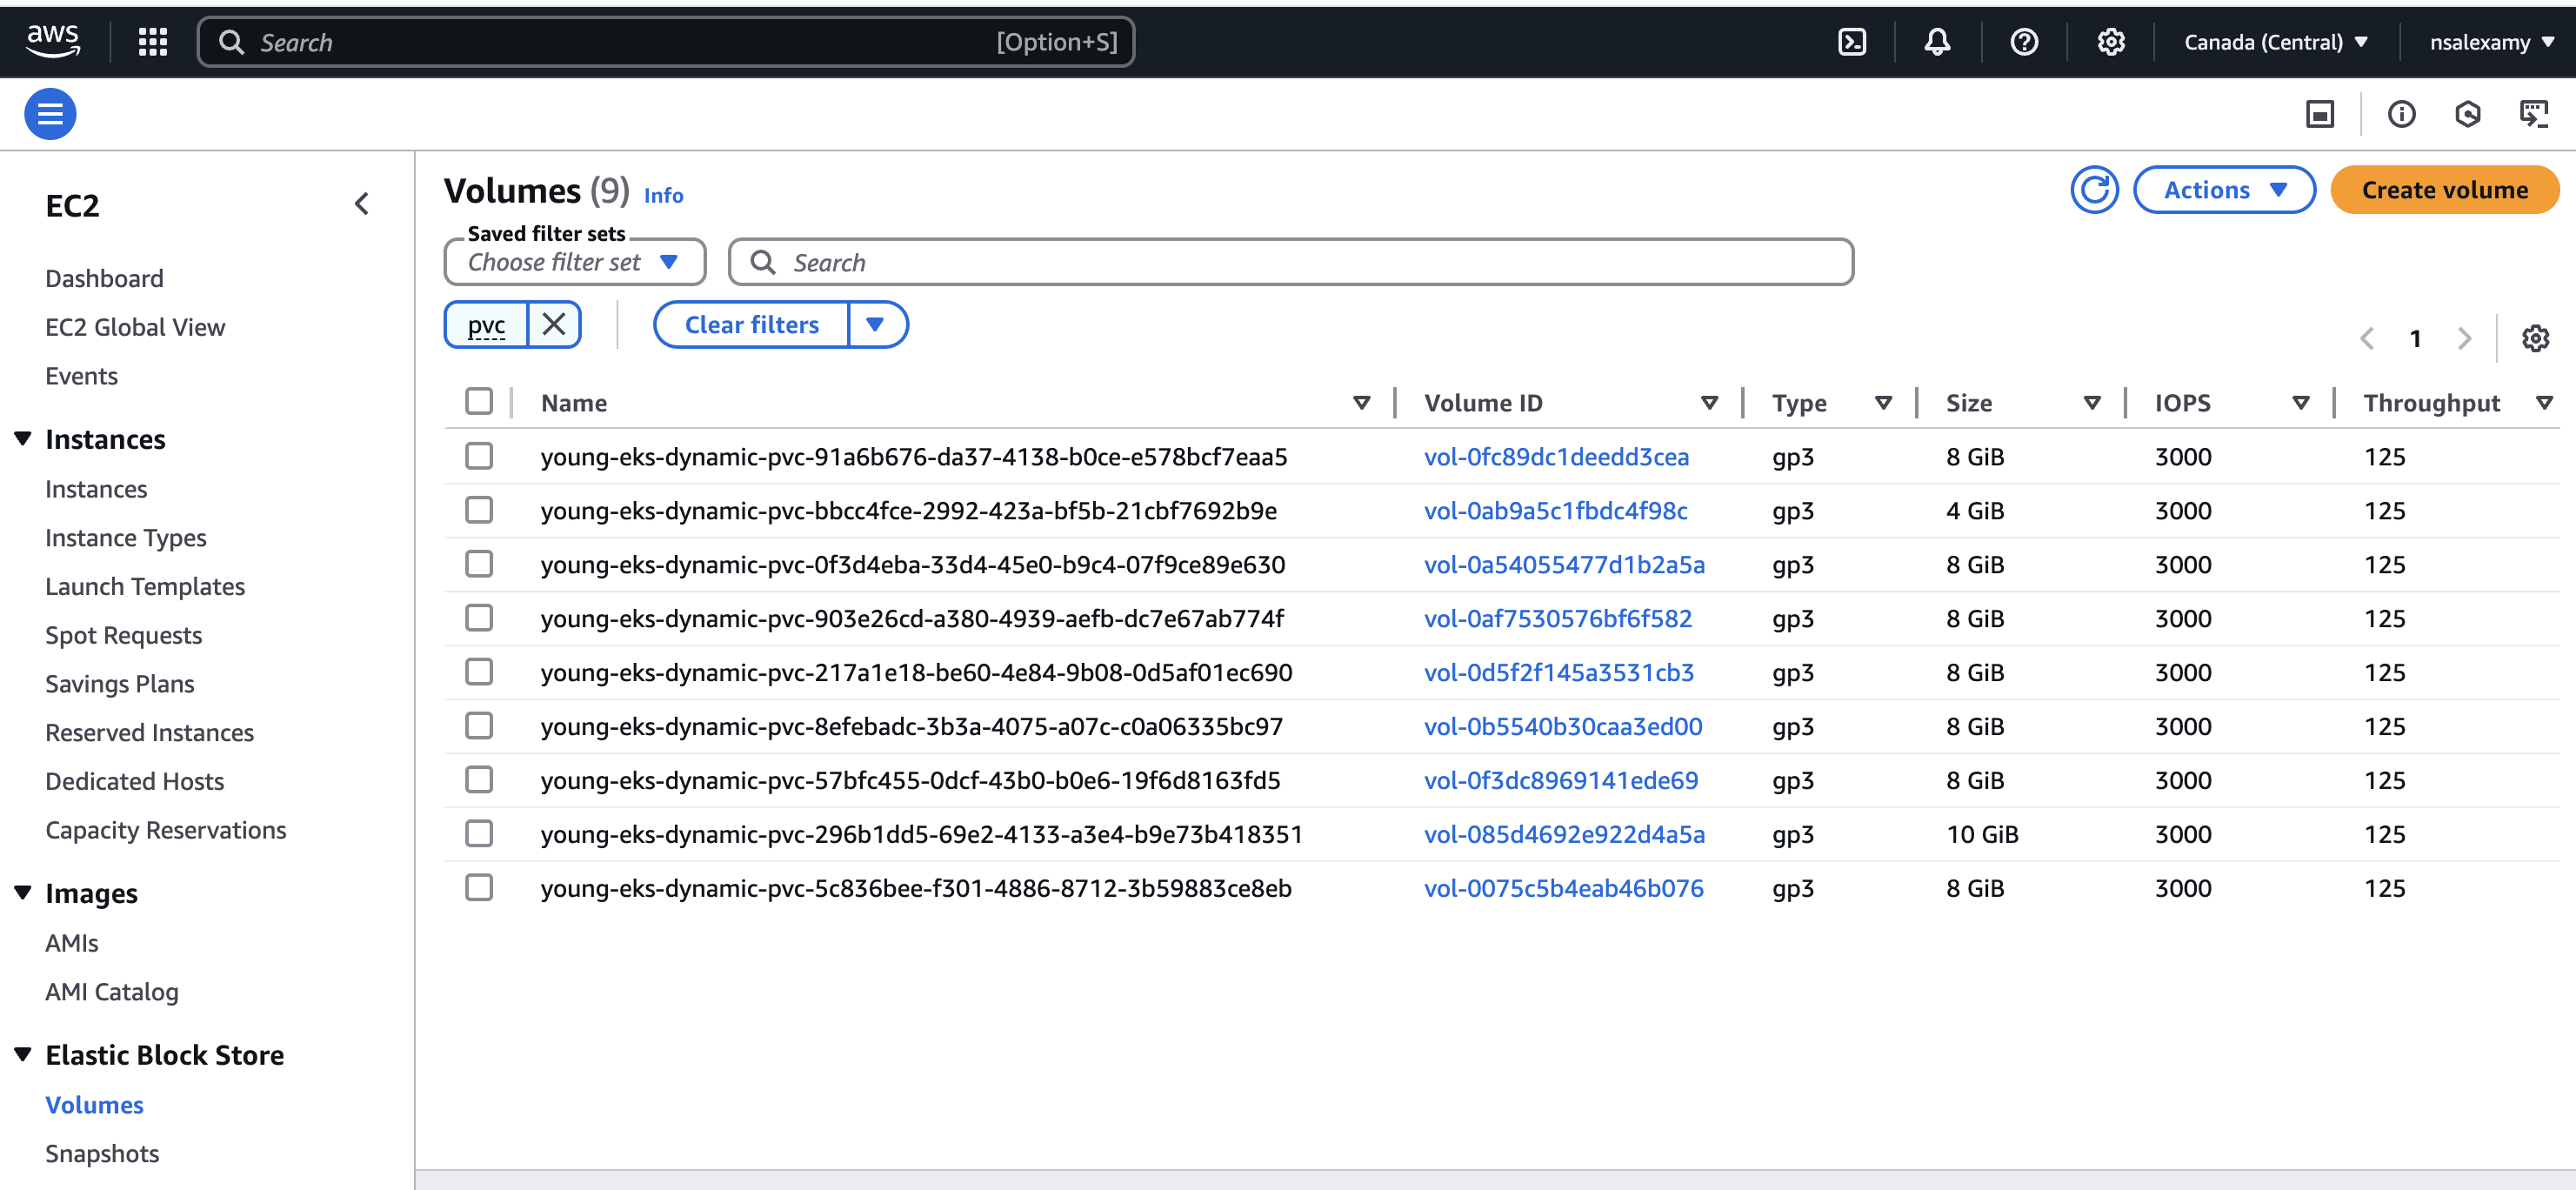 aws Search [Option+S] Canada (Central) nsalexamy
EC2
Dashboard
EC2 Global View
Events
Instances
Instances
Instance Types
Launch Templates
Spot Requests
Savings Plans
Reserved Instances
Dedicated Hosts
Capacity Reservations
Images
AMIs
AMI Catalog
Elastic Block Store
Volumes
Snapshots
Volumes (9) Info Actions Create volume
Saved filter sets
Choose filter set Search
pvc Clear filters
1
Name Volume ID Type Size IOPS Throughput
young-eks-dynamic-pvc-91a6b676-da37-4138-b0ce-e578bcf7eaa5 vol-0fc89dc1deedd3cea gp3 8 GiB 3000 125
young-eks-dynamic-pvc-bbcc4fce-2992-423a-bf5b-21cbf7692b9e vol-0ab9a5c1fbdc4f98c gp3 4 GiB 3000 125
young-eks-dynamic-pvc-0f3d4eba-33d4-45e0-b9c4-07f9ce89e630 vol-0a54055477d1b2a5a gp3 8 GiB 3000 125
young-eks-dynamic-pvc-903e26cd-a380-4939-aefb-dc7e67ab774f vol-0af7530576bf6f582 gp3 8 GiB 3000 125
young-eks-dynamic-pvc-217a1e18-be60-4e84-9b08-0d5af01ec690 vol-0d5f2f145a3531cb3 gp3 8 GiB 3000 125
young-eks-dynamic-pvc-8efebadc-3b3a-4075-a07c-c0a06335bc97 vol-0b5540b30caa3ed00 gp3 8 GiB 3000 125
young-eks-dynamic-pvc-57bfc455-0dcf-43b0-b0e6-19f6d8163fd5 vol-0f3dc8969141ede69 gp3 8 GiB 3000 125
young-eks-dynamic-pvc-296b1dd5-69e2-4133-a3e4-b9e73b418351 vol-085d4692e922d4a5a gp3 10 GiB 3000 125
young-eks-dynamic-pvc-5c836bee-f301-4886-8712-3b59883ce8eb vol-0075c5b4eab46b076 gp3 8 GiB 3000 125